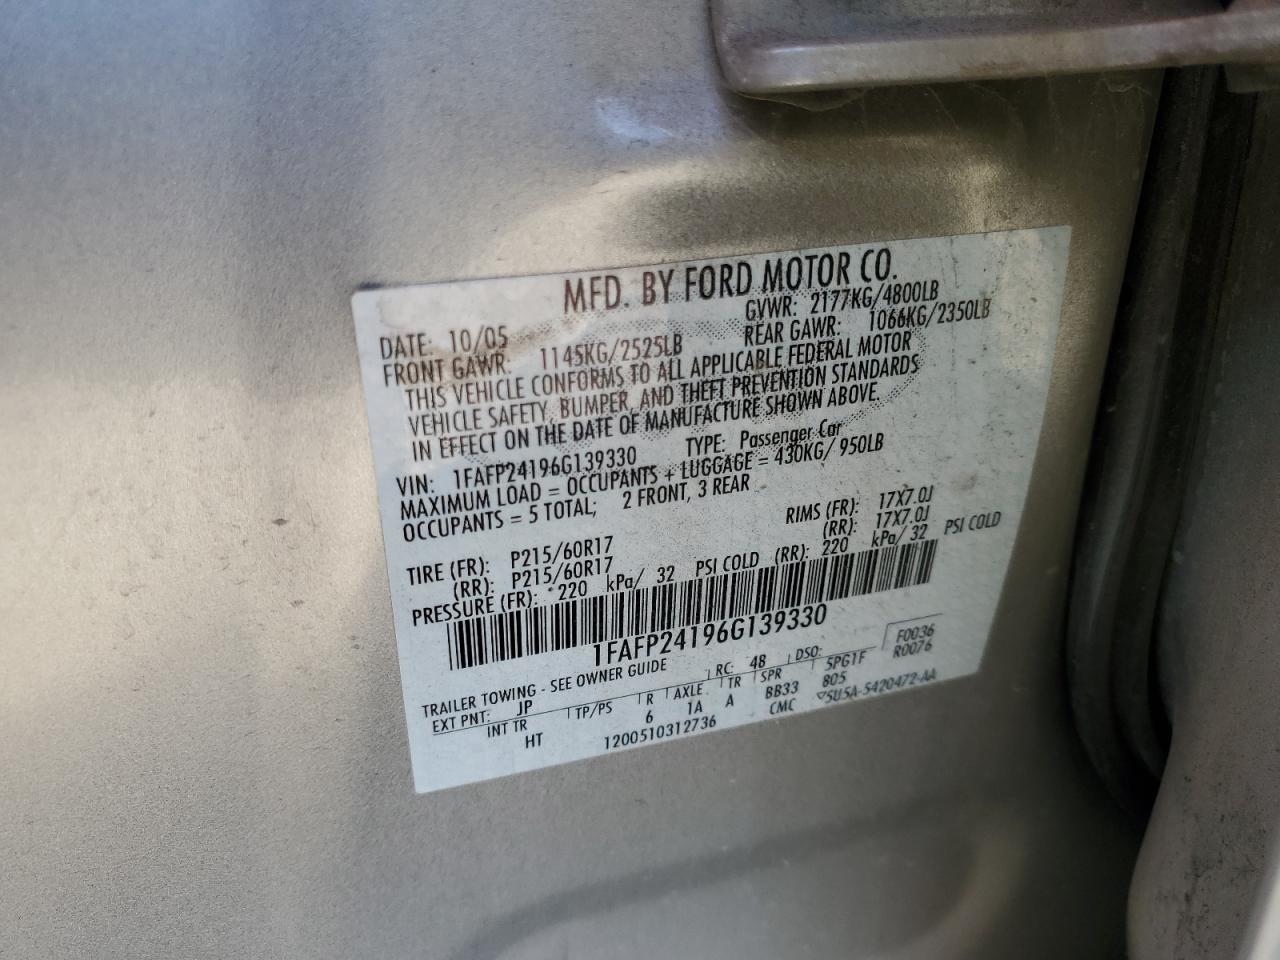 MFD. BY FORD MOTOR CO.
DATE: 10/05 GVWR: 2177KG/4800LB
FRONT GAWR: 1145KG/2525LB REAR GAWR: 1066KG/2350LB
THIS VEHICLE CONFORMS TO ALL APPLICABLE FEDERAL MOTOR
VEHICLE SAFETY, BUMPER, AND THEFT PREVENTION STANDARDS
IN EFFECT ON THE DATE OF MANUFACTURE SHOWN ABOVE.
VIN: 1FAFP24196G139330 TYPE: Passenger Car
MAXIMUM LOAD = OCCUPANTS + LUGGAGE = 430KG/ 950LB
OCCUPANTS = 5 TOTAL; 2 FRONT, 3 REAR
TIRE (FR): P215/60R17 RIMS (FR): 17X7.0J
(RR): P215/60R17 (RR): 17X7.0J
PRESSURE (FR): 220 kPa/ 32 PSI COLD (RR): 220 kPa/ 32 PSI COLD
1FAFP24196G139330
TRAILER TOWING - SEE OWNER GUIDE RC: 48 DSO: F0036
EXT PNT: JP R0076
INT TR TP/PS R AXLE TR SPR 5PG1F
HT 6 1A A BB33 805
1200510312736 CMC ▽5U5A-5420472-AA